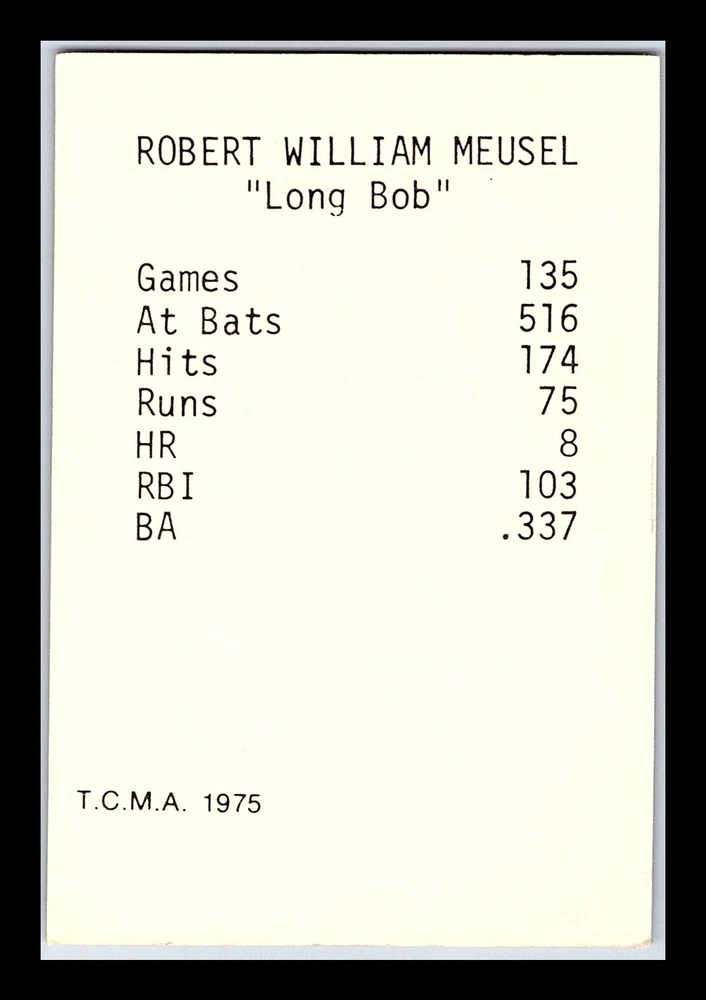 ROBERT WILLIAM MEUSEL
"Long Bob"
Games 135
At Bats 516
Hits 174
Runs 75
HR 8
RBI 103
BA .337
T.C.M.A. 1975